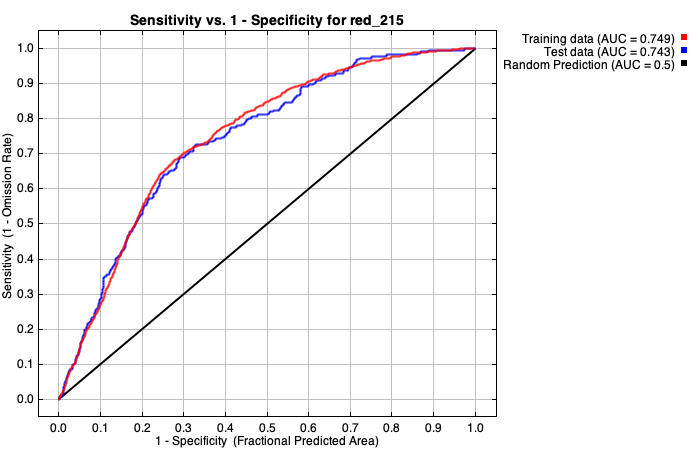 Sensitivity vs. 1 - Specificity for red_215
Training data (AUC = 0.749)
Test data (AUC = 0.743)
Random Prediction (AUC = 0.5)
Sensitivity (1 - Omission Rate)
1.0
0.9
0.8
0.7
0.6
0.5
0.4
0.3
0.2
0.1
0.0
0.0 0.1 0.2 0.3 0.4 0.5 0.6 0.7 0.8 0.9 1.0
1 - Specificity (Fractional Predicted Area)